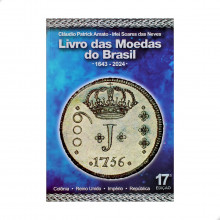 Cláudio Patrick Amato - Irlei Soares das Neves
Livro das Moedas
do Brasil
-1643 - 2024-
600
J
·1756·
17ª
EDIÇÃO
Colônia · Reino Unido · Império · República